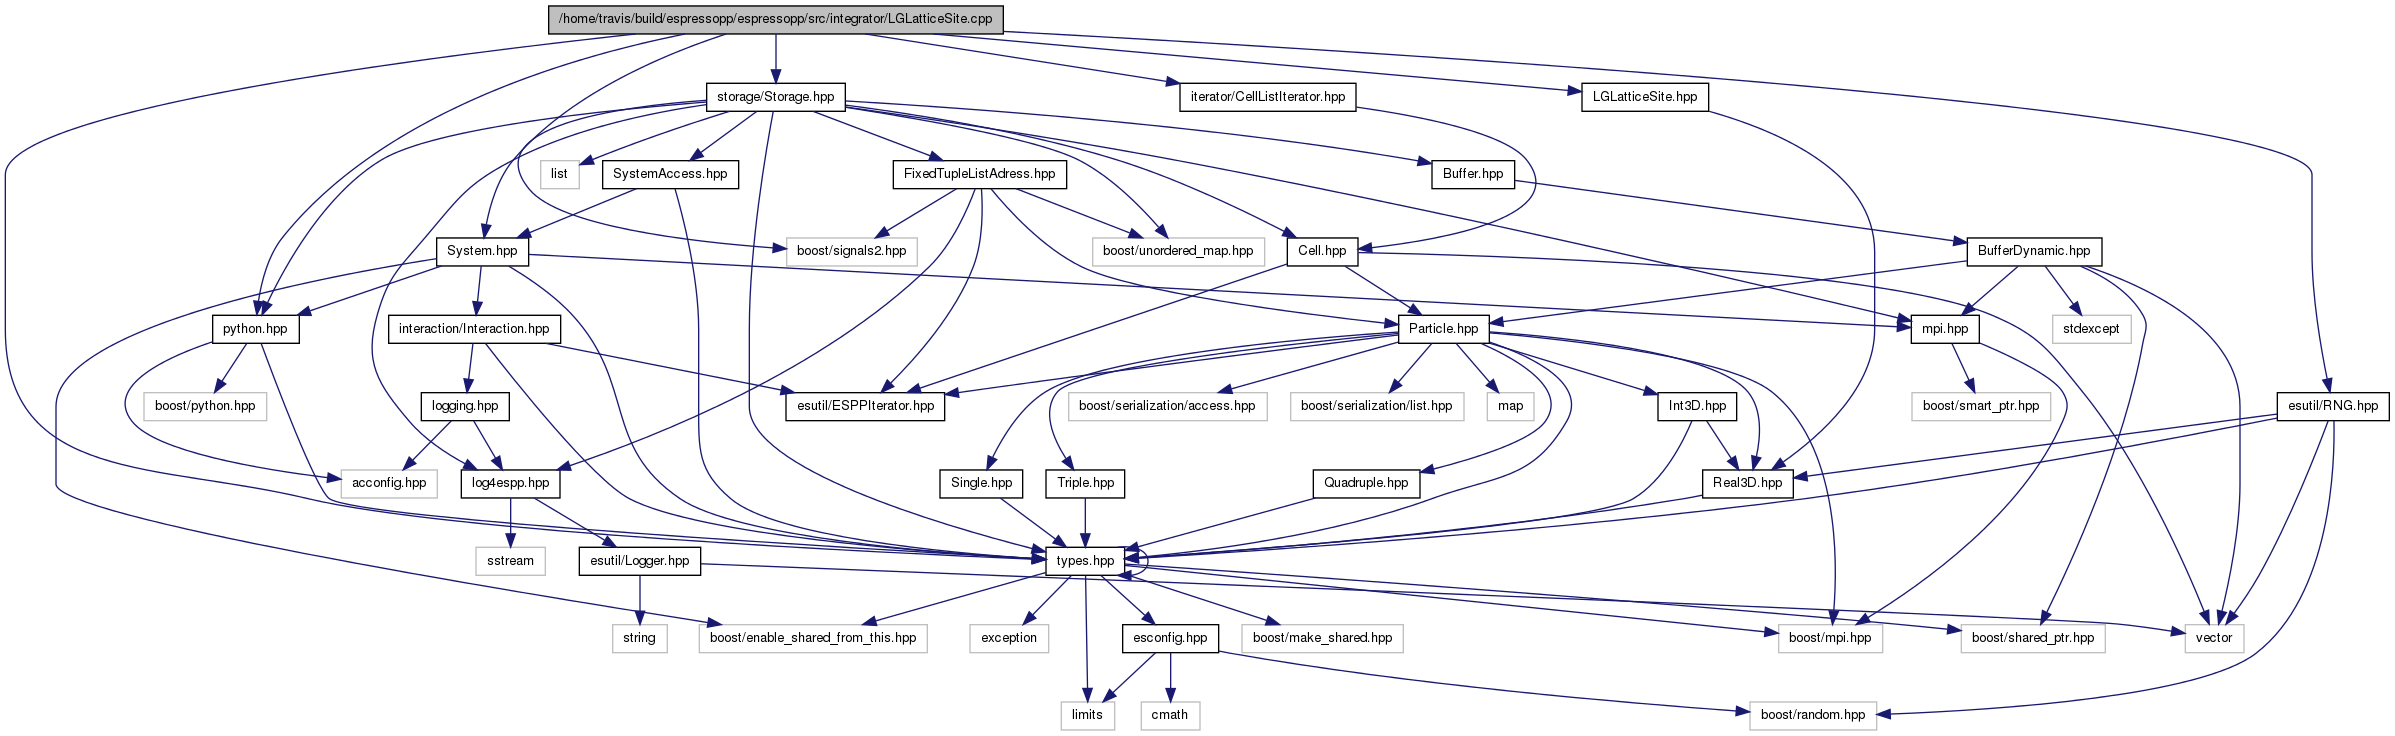 /home/travis/build/espressopp/espressopp/src/integrator/LGLatticeSite.cpp
storage/Storage.hpp
iterator/CellListIterator.hpp
LGLatticeSite.hpp
list
SystemAccess.hpp
FixedTupleListAdress.hpp
Buffer.hpp
System.hpp
boost/signals2.hpp
boost/unordered_map.hpp
Cell.hpp
BufferDynamic.hpp
python.hpp
interaction/Interaction.hpp
Particle.hpp
mpi.hpp
stdexcept
boost/python.hpp
logging.hpp
esutil/ESPPIterator.hpp
boost/serialization/access.hpp
boost/serialization/list.hpp
map
Int3D.hpp
boost/smart_ptr.hpp
esutil/RNG.hpp
acconfig.hpp
log4espp.hpp
Single.hpp
Triple.hpp
Quadruple.hpp
Real3D.hpp
sstream
esutil/Logger.hpp
types.hpp
string
boost/enable_shared_from_this.hpp
exception
esconfig.hpp
boost/make_shared.hpp
boost/mpi.hpp
boost/shared_ptr.hpp
vector
limits
cmath
boost/random.hpp